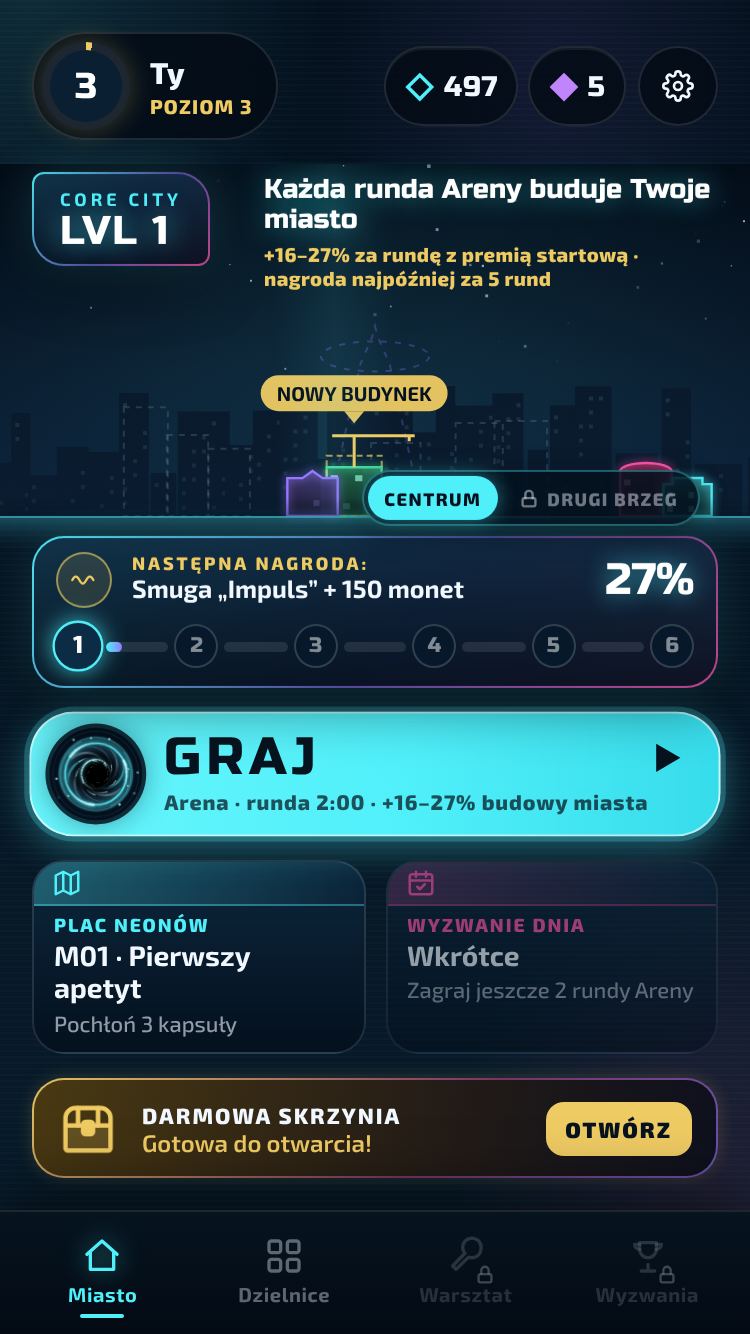 3
Ty
POZIOM 3
497
5
CORE CITY
LVL 1
Każda runda Areny buduje Twoje
miasto
+16–27% za rundę z premią startową ·
nagroda najpóźniej za 5 rund
NOWY BUDYNEK
CENTRUM
DRUGI BRZEG
NASTĘPNA NAGRODA:
Smuga „Impuls” + 150 monet
27%
1 2 3 4 5 6
GRAJ
Arena · runda 2:00 · +16–27% budowy miasta
PLAC NEONÓW
M01 · Pierwszy
apetyt
Pochłoń 3 kapsuły
WYZWANIE DNIA
Wkrótce
Zagraj jeszcze 2 rundy Areny
DARMOWA SKRZYNIA
Gotowa do otwarcia!
OTWÓRZ
Miasto
Dzielnice
Warsztat
Wyzwania